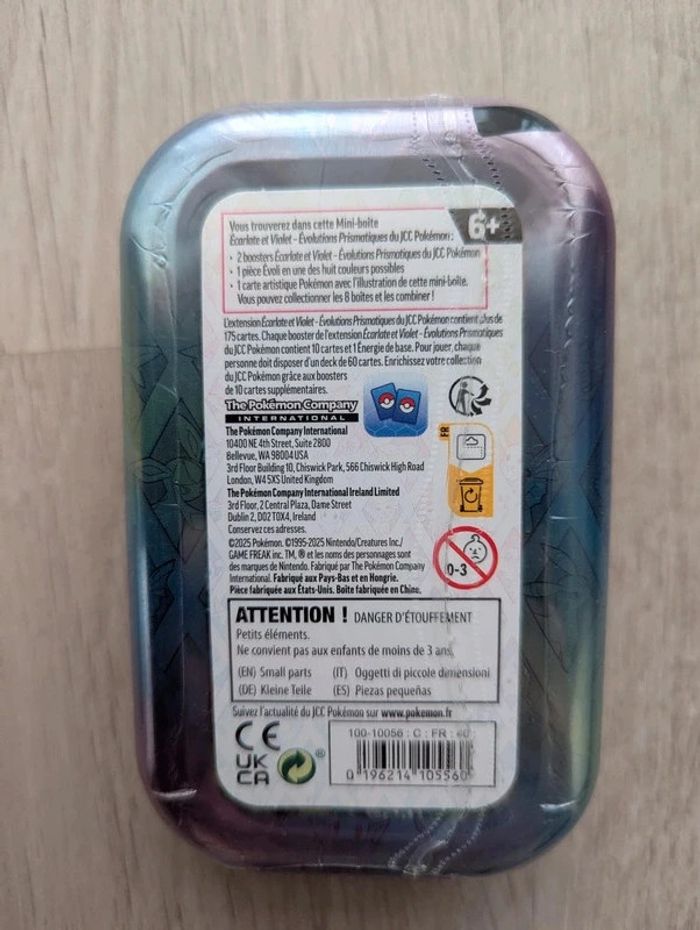 Vous trouverez dans cette Mini-boîte
Écarlate et Violet - Évolutions Prismatiques du JCC Pokémon :
6+
• 2 boosters Écarlate et Violet - Évolutions Prismatiques du JCC Pokémon
• 1 pièce Évoli en une des huit couleurs possibles
• 1 carte artistique Pokémon avec l'illustration de cette mini-boîte.
Vous pouvez collectionner les 8 boîtes et les combiner !
L'extension Écarlate et Violet - Évolutions Prismatiques du JCC Pokémon contient plus de
175 cartes. Chaque booster de l'extension Écarlate et Violet - Évolutions Prismatiques
du JCC Pokémon contient 10 cartes et 1 Énergie de base. Pour jouer, chaque
personne doit disposer d'un deck de 60 cartes. Enrichissez votre collection
du JCC Pokémon grâce aux boosters
de 10 cartes supplémentaires.
The Pokémon Company
INTERNATIONAL
The Pokémon Company International
10400 NE 4th Street, Suite 2800
Bellevue, WA 98004 USA
3rd Floor Building 10, Chiswick Park, 566 Chiswick High Road
London, W4 5XS United Kingdom
The Pokémon Company International Ireland Limited
3rd Floor, 2 Central Plaza, Dame Street
Dublin 2, D02 T0X4, Ireland
Conservez ces adresses.
FR
©2025 Pokémon. ©1995-2025 Nintendo/Creatures Inc./
GAME FREAK inc. TM, ® et les noms des personnages sont
des marques de Nintendo. Fabriqué par The Pokémon Company
International. Fabriqué aux Pays-Bas et en Hongrie.
Pièce fabriquée aux États-Unis. Boîte fabriquée en Chine.
0-3
ATTENTION ! DANGER D'ÉTOUFFEMENT
Petits éléments.
Ne convient pas aux enfants de moins de 3 ans.
(EN) Small parts (IT) Oggetti di piccole dimensioni
(DE) Kleine Teile (ES) Piezas pequeñas
Suivez l'actualité du JCC Pokémon sur www.pokemon.fr
CE
UK
CA
®
100-10056 : C : FR : 60 :
0 196214 105560